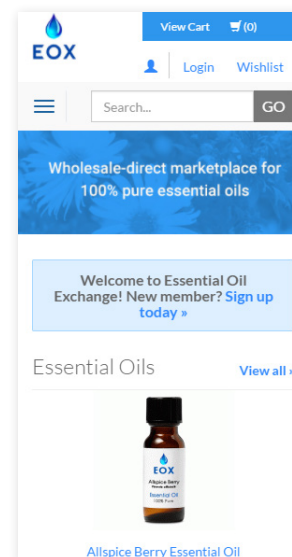 View Cart (0)
EOX
Login Wishlist
Search... GO
Wholesale-direct marketplace for
100% pure essential oils
Welcome to Essential Oil
Exchange! New member? Sign up
today »
Essential Oils
View all »
EOX
Allspice Berry
Essential Oil
100% Pure
Allspice Berry Essential Oil